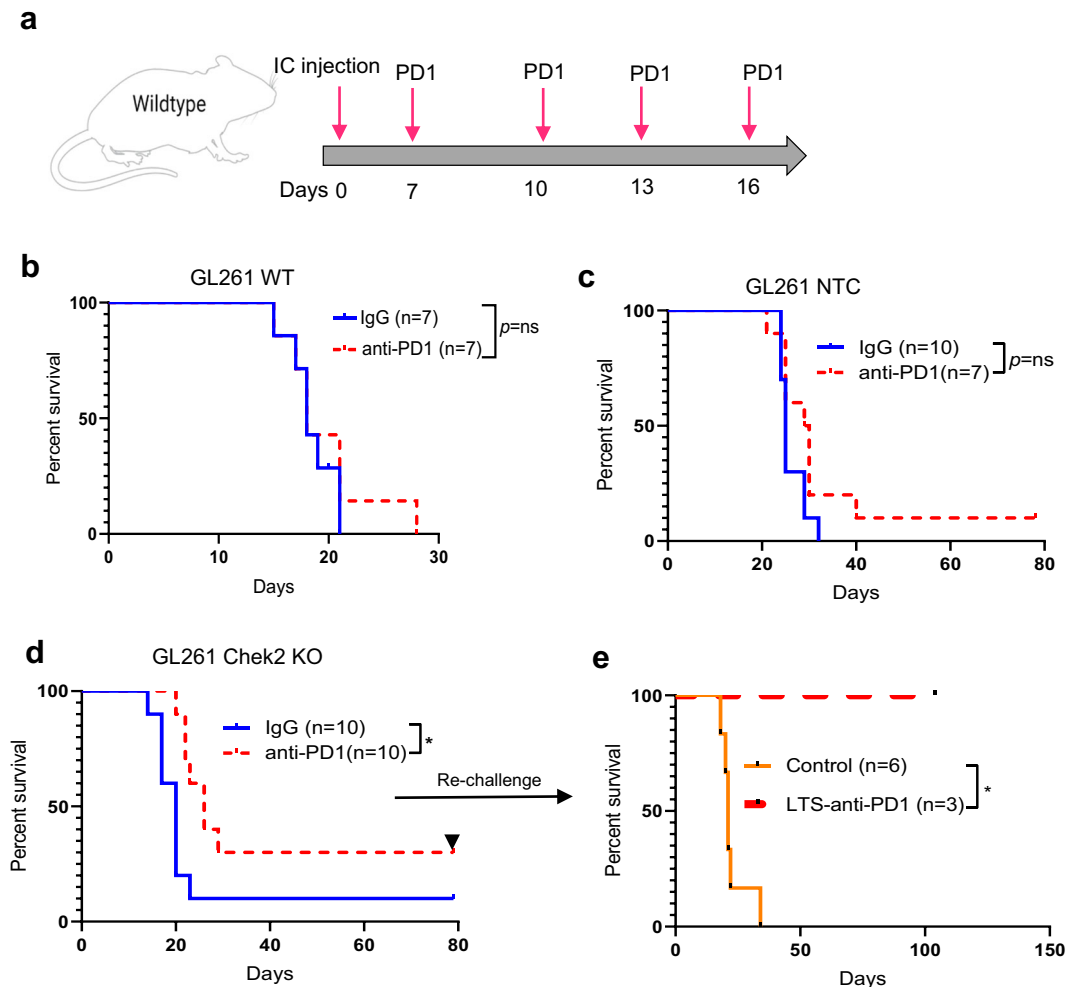 a
IC injection PD1 PD1 PD1 PD1
Wildtype
Days 0 7 10 13 16
b
GL261 WT
100
50
0
Percent survival
IgG (n=7)
anti-PD1 (n=7)
p=ns
0 10 20 30
Days
c
GL261 NTC
100
50
0
Percent survival
IgG (n=10)
anti-PD1(n=7)
p=ns
0 20 40 60 80
Days
d
GL261 Chek2 KO
100
50
0
Percent survival
IgG (n=10)
anti-PD1(n=10)
*
0 20 40 60 80
Days
Re-challenge
e
100
50
0
Percent survival
Control (n=6)
LTS-anti-PD1 (n=3)
*
0 50 100 150
Days